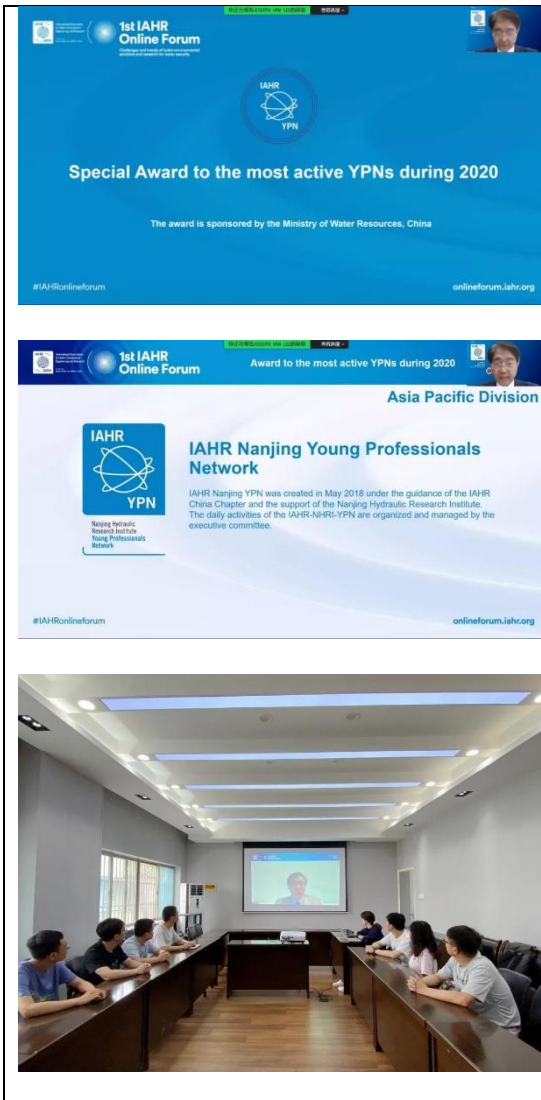 1st IAHR
Online Forum
IAHR
YPN
Special Award to the most active YPNs during 2020
The award is sponsored by the Ministry of Water Resources, China
#IAHRonlineforum
onlineforum.iahr.org
1st IAHR
Online Forum
Award to the most active YPNs during 2020
Asia Pacific Division
IAHR
YPN
Nanjing Hydraulic
Research Institute
Young Professionals
Network
IAHR Nanjing Young Professionals
Network
IAHR Nanjing YPN was created in May 2018 under the guidance of the IAHR
China Chapter and the support of the Nanjing Hydraulic Research Institute.
The daily activities of the IAHR-NHRI-YPN are organized and managed by the
executive committee.
#IAHRonlineforum
onlineforum.iahr.org